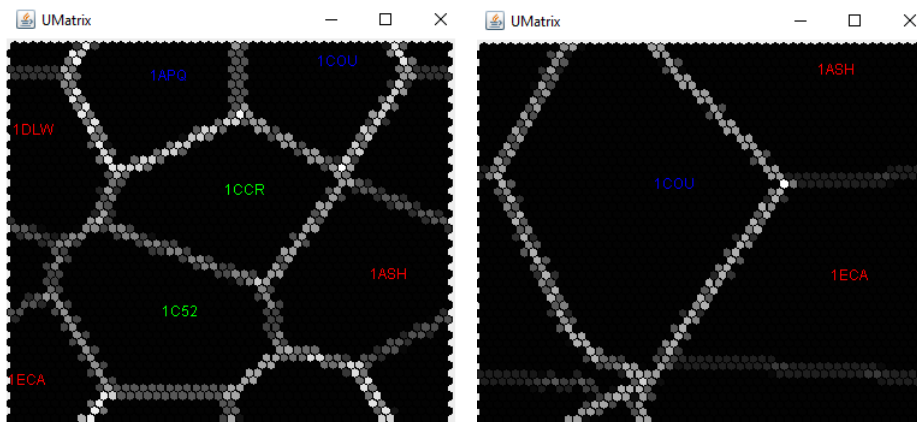 UMatrix
1APO
1COU
1DLW
1CCR
1ASH
1C52
1ECA
UMatrix
1ASH
1COU
1ECA